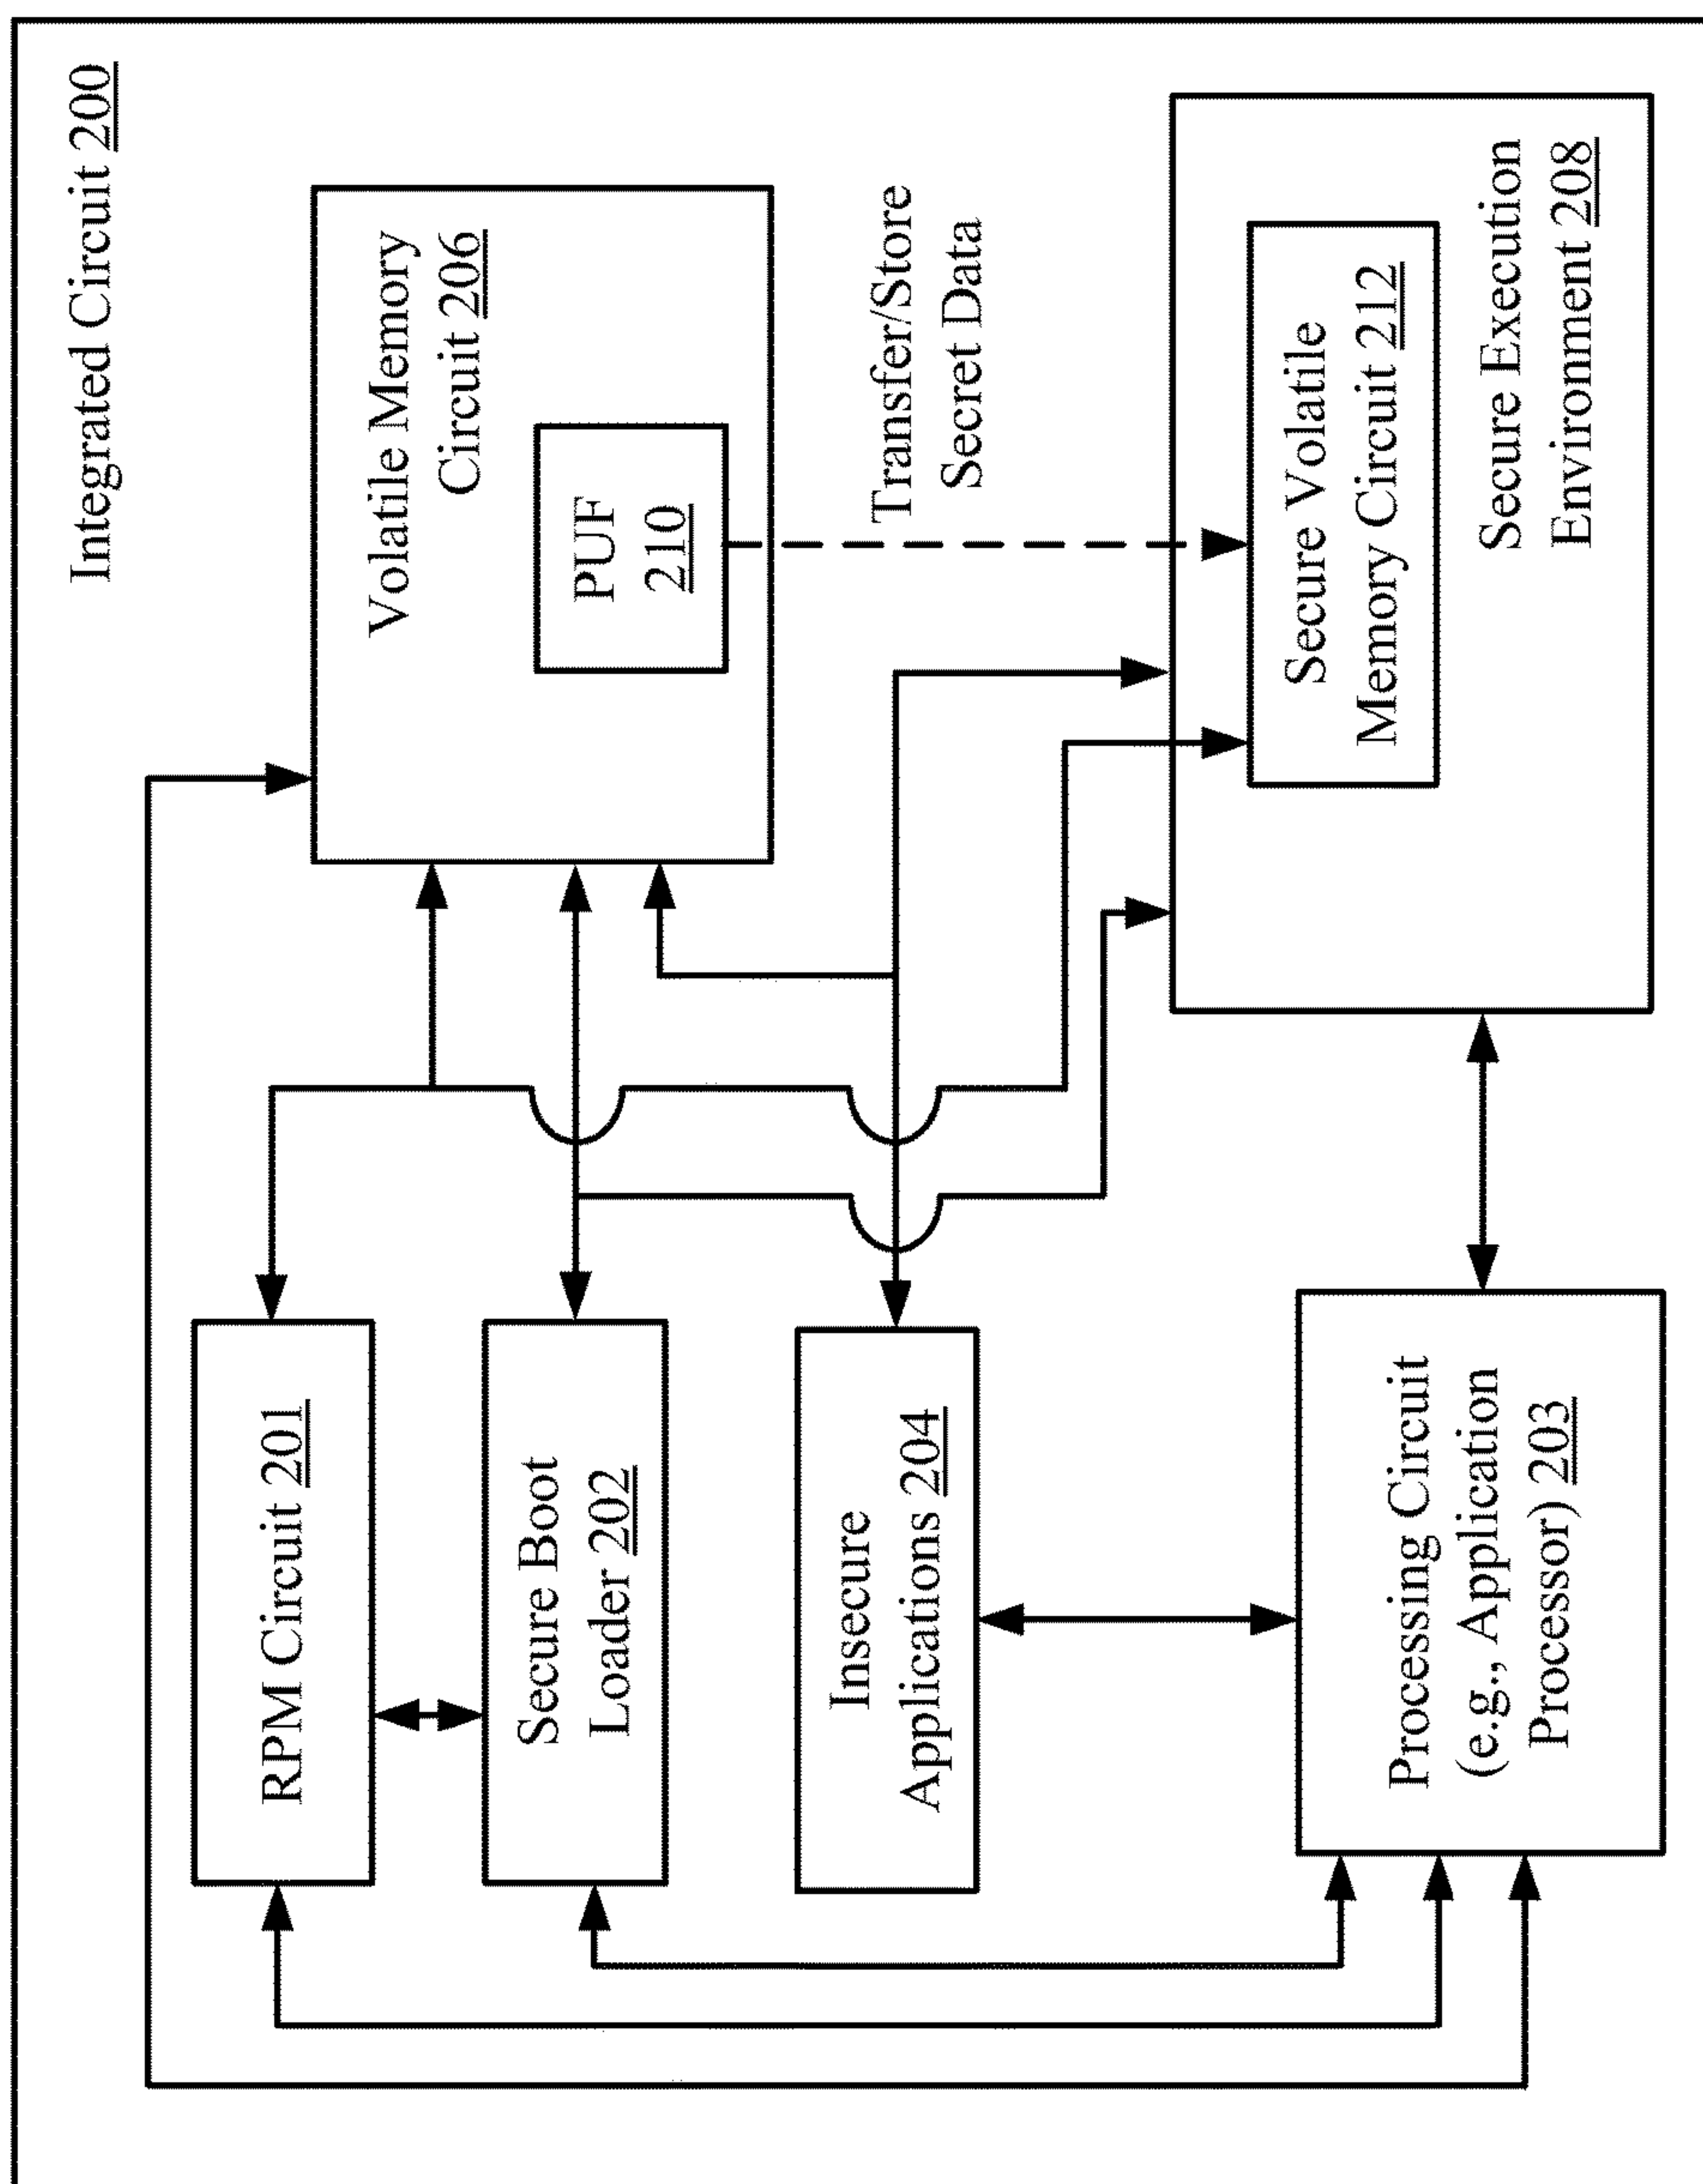 Integrated Circuit 200
RPM Circuit 201
Secure Boot
Loader 202
Insecure
Applications 204
Processing Circuit
(e.g., Application
Processor) 203
Volatile Memory
Circuit 206
PUF
210
Transfer/Store
Secret Data
Secure Volatile
Memory Circuit 212
Secure Execution
Environment 208